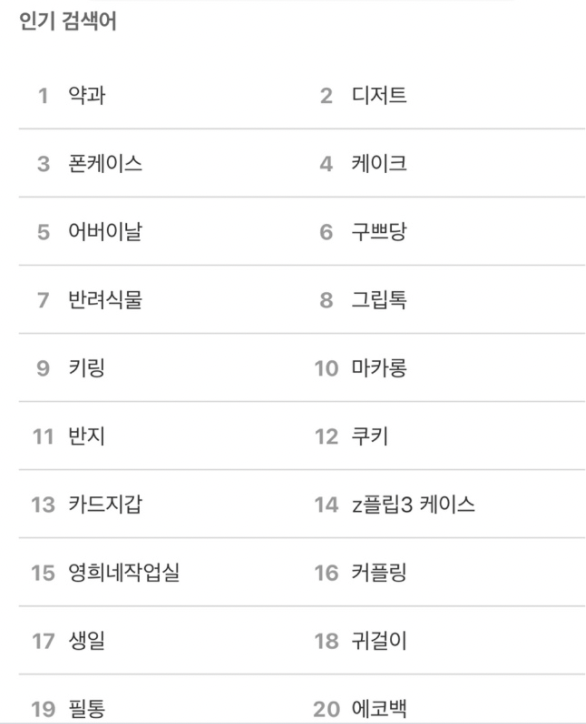 인기 검색어
1 약과 2 디저트
3 폰케이스 4 케이크
5 어버이날 6 구쁘당
7 반려식물 8 그립톡
9 키링 10 마카롱
11 반지 12 쿠키
13 카드지갑 14 z플립3 케이스
15 영희네작업실 16 커플링
17 생일 18 귀걸이
19 필통 20 에코백